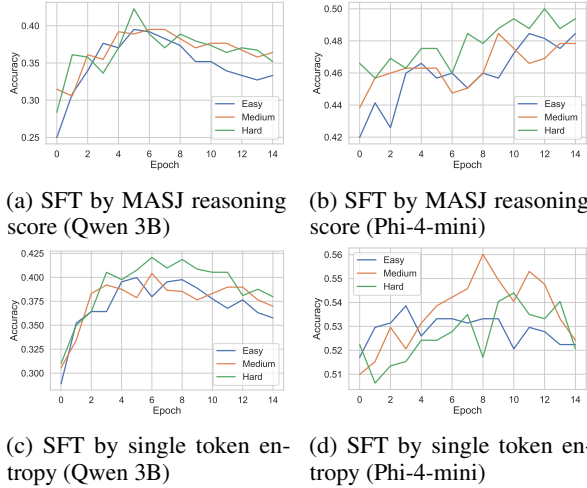 0.40
0.35
0.30
0.25
Accuracy
Easy
Medium
Hard
0 2 4 6 8 10 12 14
Epoch
(a) SFT by MASJ reasoning
score (Qwen 3B)
0.50
0.48
0.46
0.44
0.42
Accuracy
Easy
Medium
Hard
0 2 4 6 8 10 12 14
Epoch
(b) SFT by MASJ reasoning
score (Phi-4-mini)
0.425
0.400
0.375
0.350
0.325
0.300
Accuracy
Easy
Medium
Hard
0 2 4 6 8 10 12 14
Epoch
(c) SFT by single token en-
tropy (Qwen 3B)
0.56
0.55
0.54
0.53
0.52
0.51
Accuracy
Easy
Medium
Hard
0 2 4 6 8 10 12 14
Epoch
(d) SFT by single token en-
tropy (Phi-4-mini)